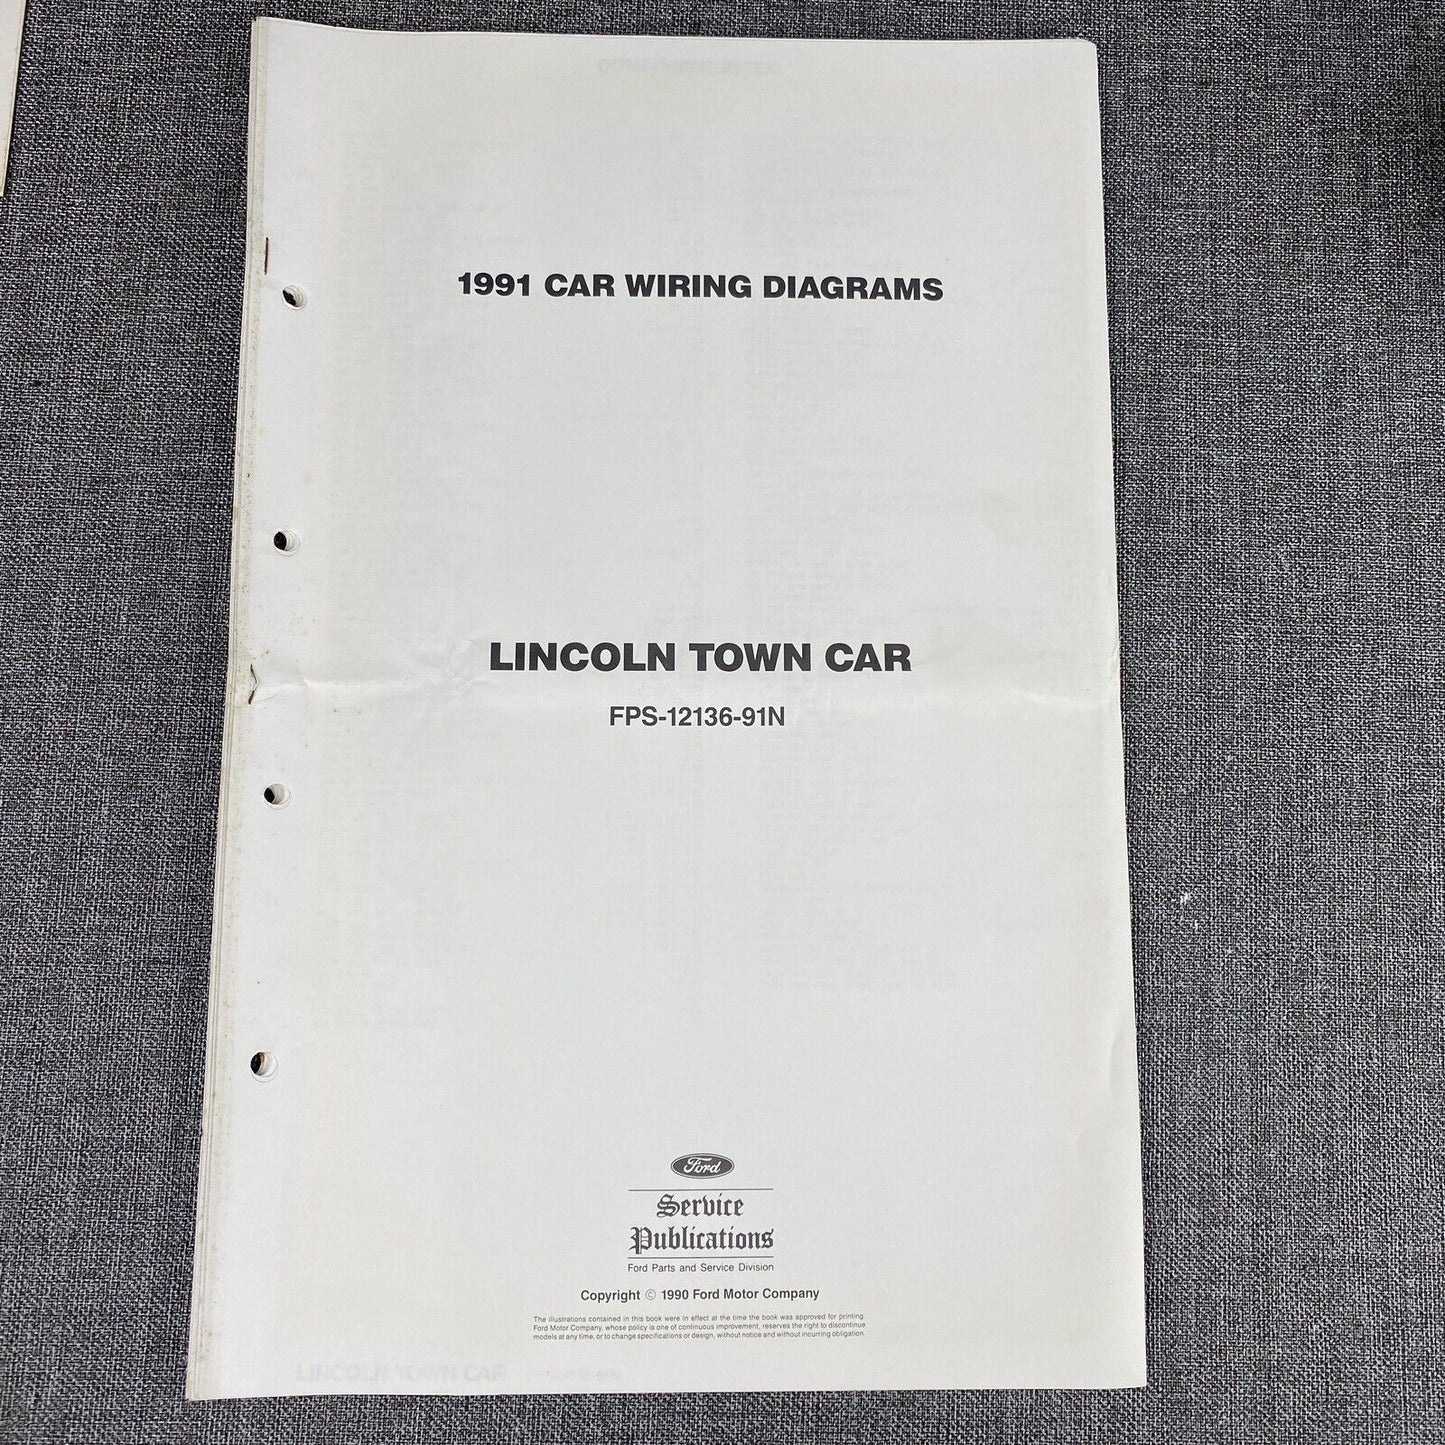 1991 CAR WIRING DIAGRAMS
LINCOLN TOWN CAR
FPS-12136-91N
Ford
Service
Publications
Ford Parts and Service Division
Copyright © 1990 Ford Motor Company
The illustrations contained in this book were in effect at the time the book was approved for printing.
Ford Motor Company, whose policy is one of continuous improvement, reserves the right to discontinue
models at any time, or to change specifications or design, without notice and without incurring obligation.
LINCOLN TOWN CAR